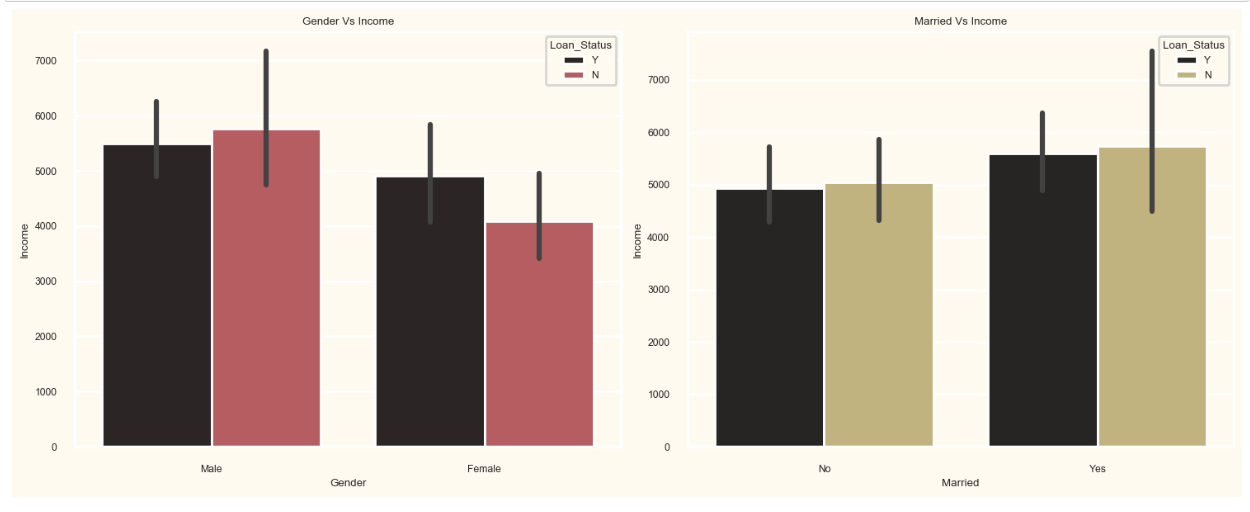 Gender Vs Income
Loan_Status
Y
N
7000
6000
5000
4000
3000
2000
1000
0
Income
Male
Female
Gender
Married Vs Income
Loan_Status
Y
N
7000
6000
5000
4000
3000
2000
1000
0
Income
No
Yes
Married